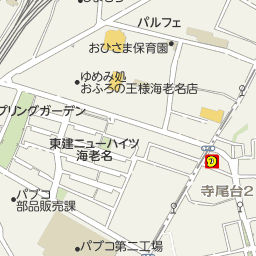 パルフェ
おひさま保育園
ゆめみ処
おふろの王様海老名店
プリングガーデン
東建ニューハイツ
海老名
寺尾台2
パブコ
部品販売課
パブコ第二工場